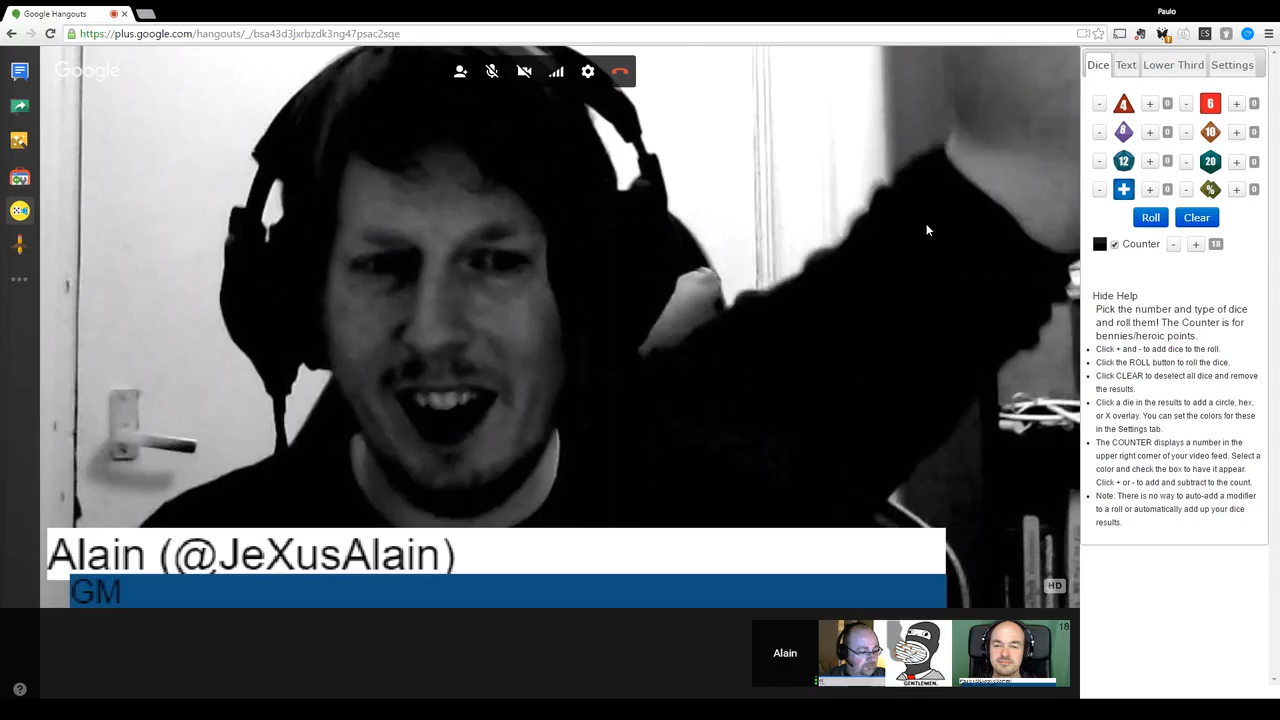 Paulo
Google Hangouts
https://plus.google.com/hangouts/_/bsa43d3jxrbzdk3ng47psac2sqe
Google
Dice Text Lower Third Settings
- 4 + 0 - 6 + 0
- 8 + 0 - 10 + 0
- 12 + 0 - 20 + 0
- + + 0 - % + 0
Roll Clear
Counter - + 18
Hide Help
Pick the number and type of dice
and roll them! The Counter is for
bennies/heroic points.
Click + and - to add dice to the roll.
Click the ROLL button to roll the dice.
Click CLEAR to deselect all dice and remove
the results.
Click a die in the results to add a circle, hex,
or X overlay. You can set the colors for these
in the Settings tab.
The COUNTER displays a number in the
upper right corner of your video feed. Select a
color and check the box to have it appear.
Click + or - to add and subtract to the count.
Note: There is no way to auto-add a modifier
to a roll or automatically add up your dice
results.
Alain (@JeXusAlain)
GM
HD
Alain
GENTLEMEN.
18